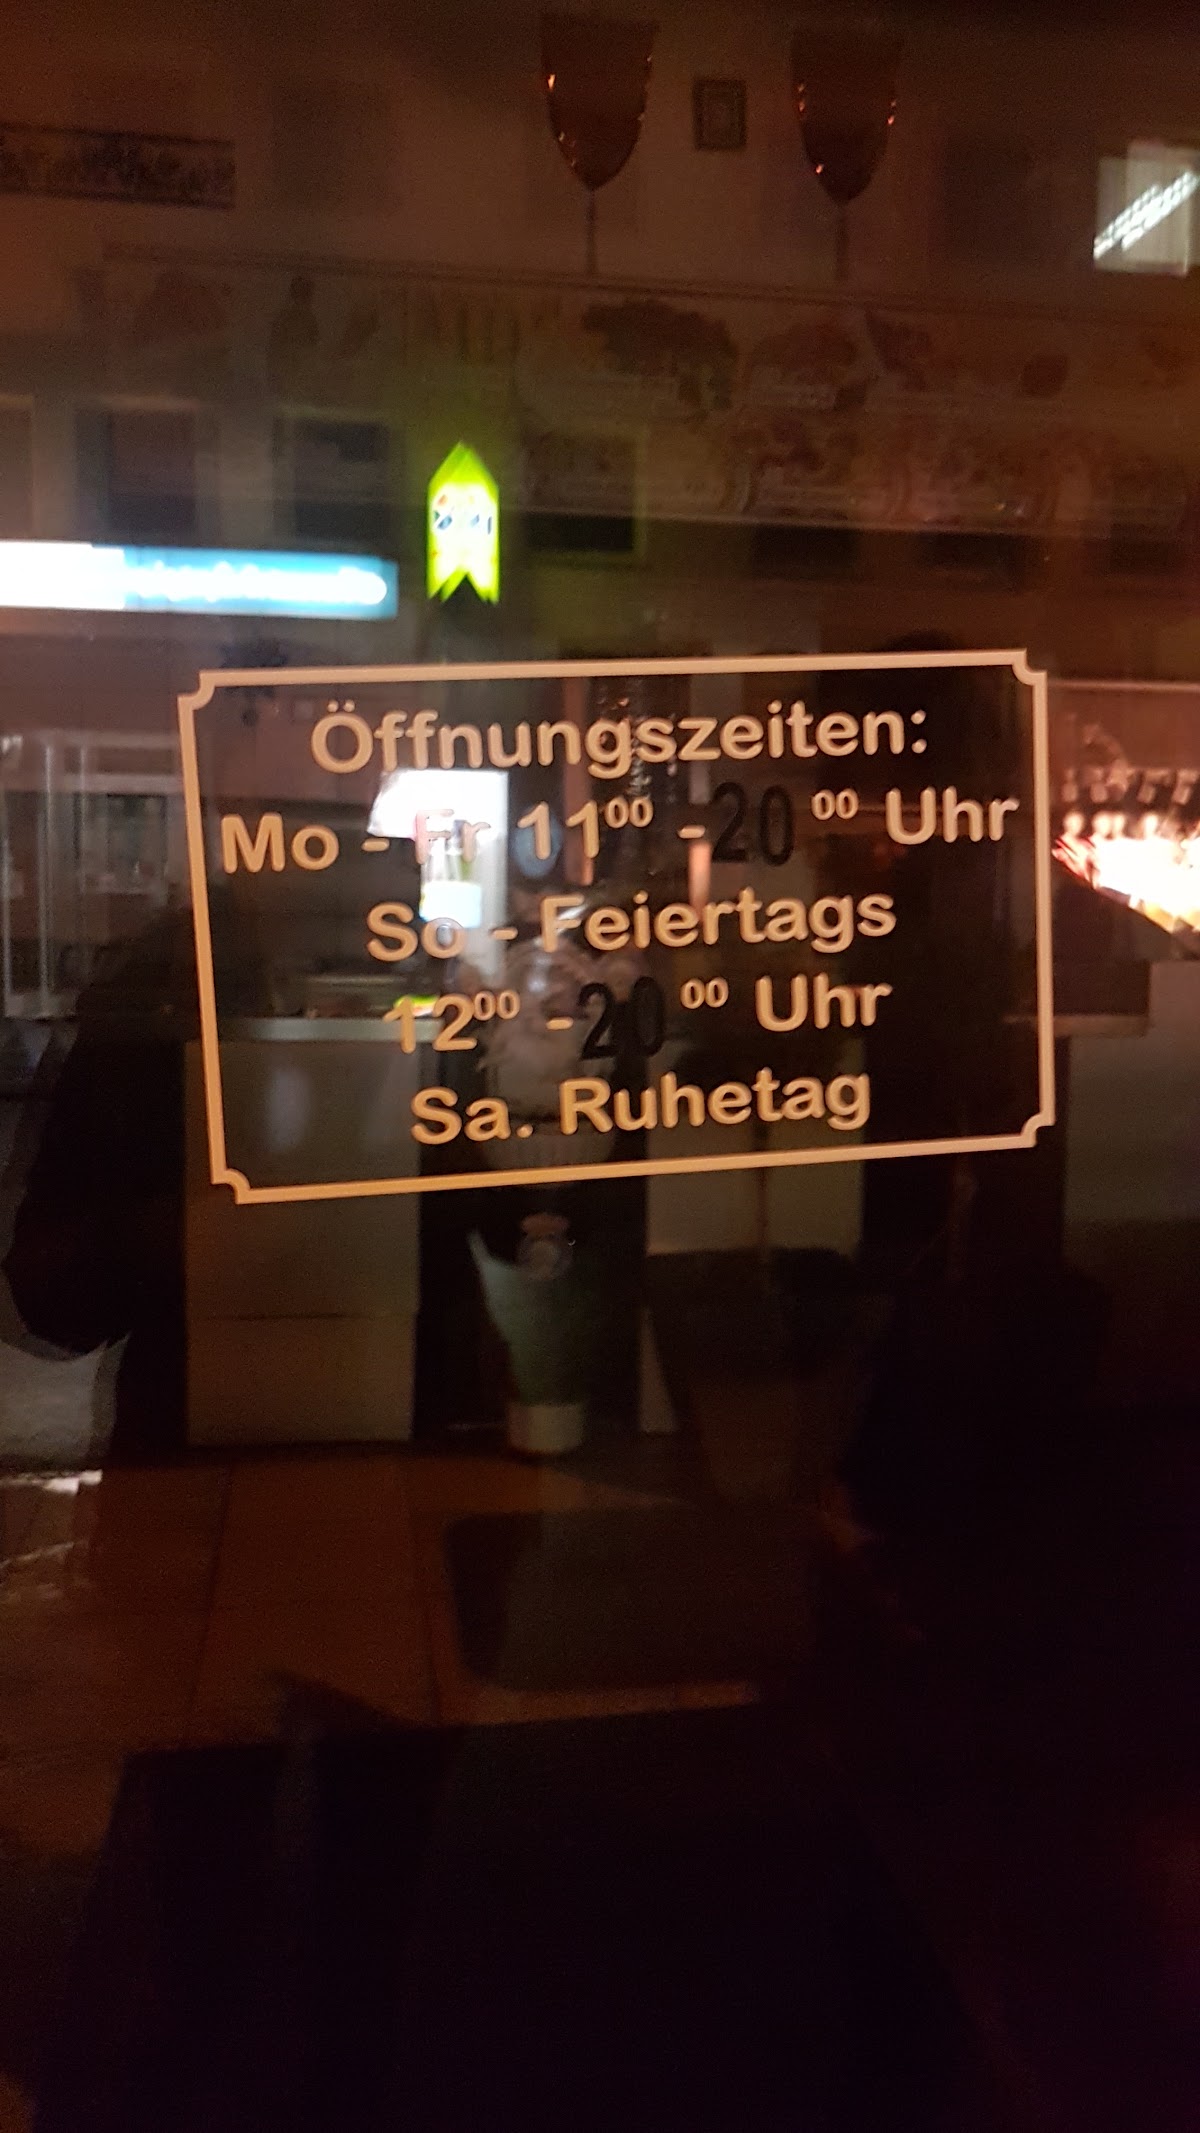 Öffnungszeiten:
Mo - Fr 11⁰⁰ - 20 ⁰⁰ Uhr
So - Feiertags
12⁰⁰ - 20 ⁰⁰ Uhr
Sa. Ruhetag